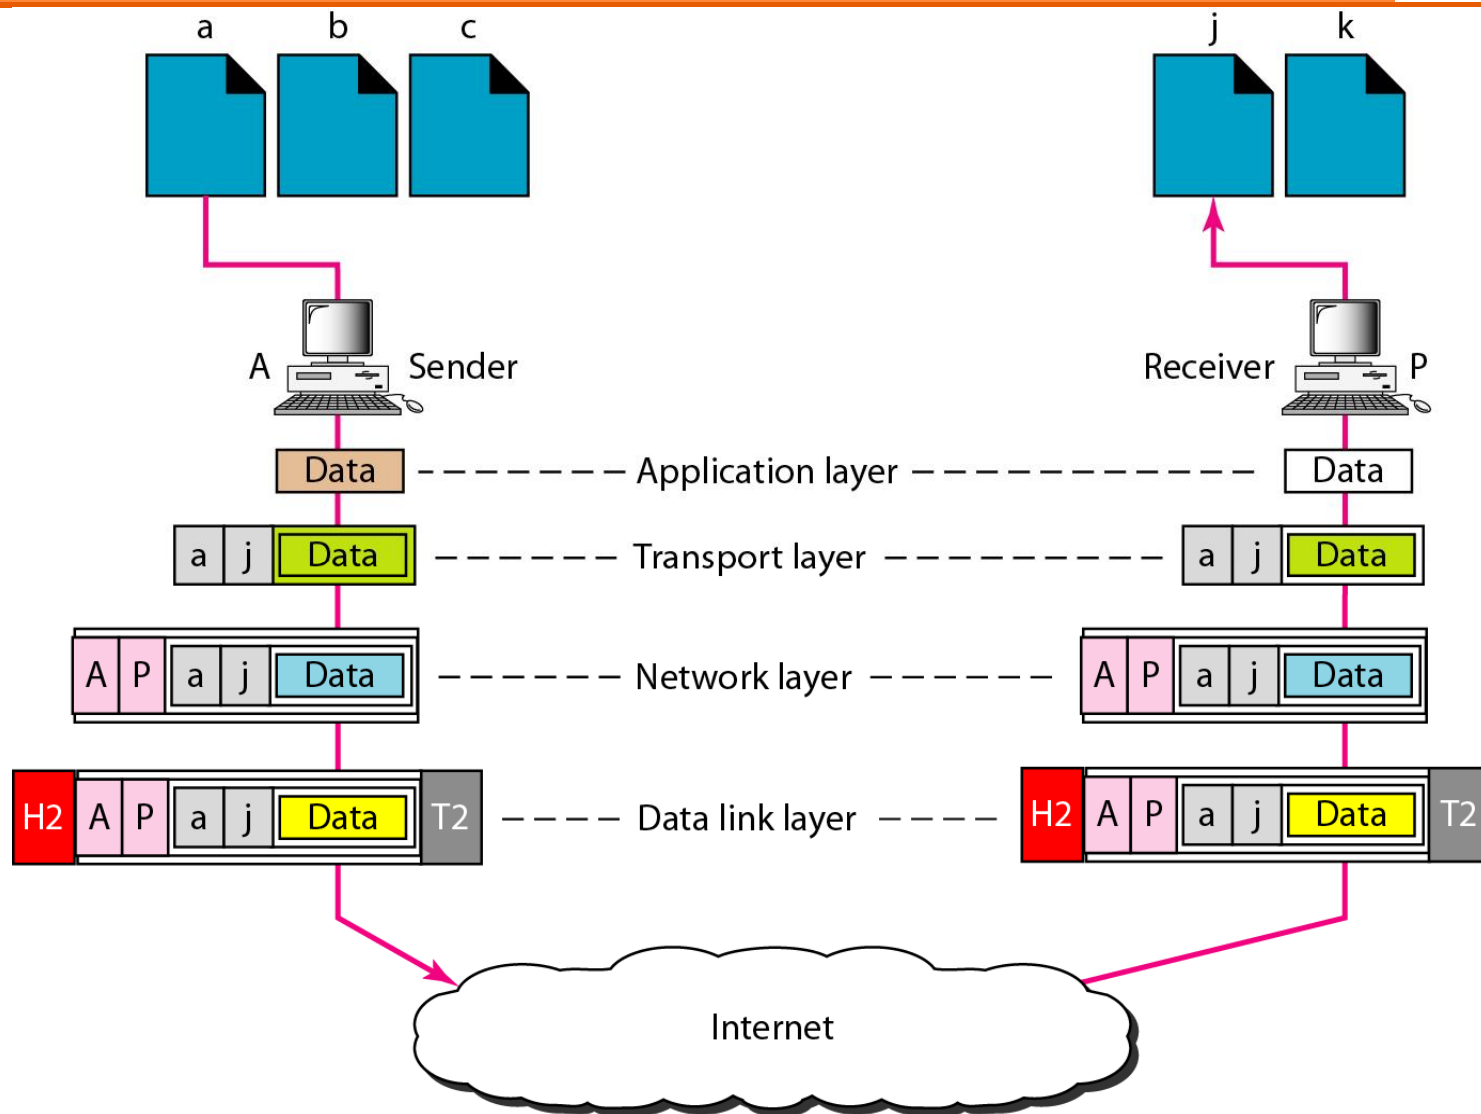 a b c j k
A Sender Receiver P
Data Application layer Data
a j Data Transport layer a j Data
A P a j Data Network layer A P a j Data
H2 A P a j Data T2 Data link layer H2 A P a j Data T2
Internet